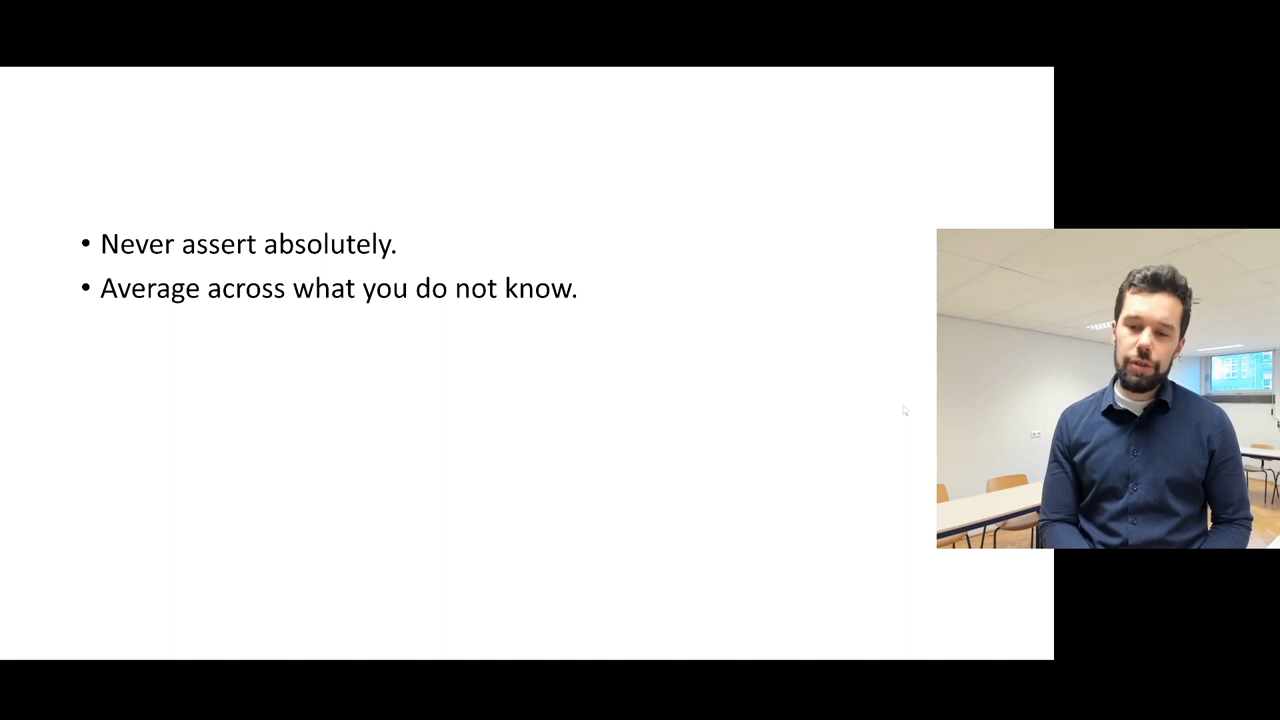 • Never assert absolutely.
• Average across what you do not know.